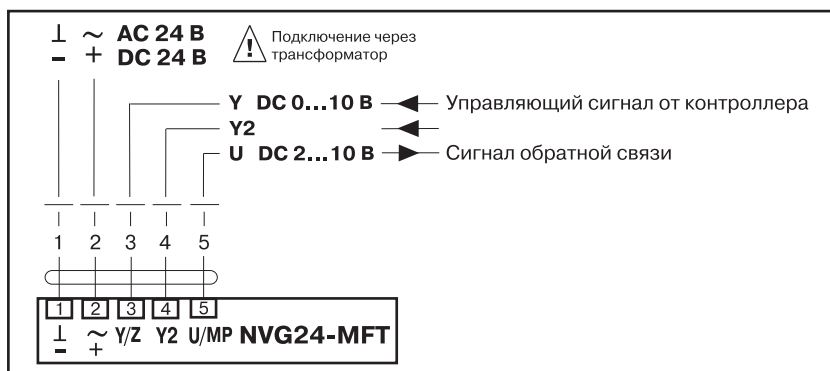 ⊥ ~ AC 24 В
– + DC 24 В
Подключение через
трансформатор
Y DC 0...10 В Управляющий сигнал от контроллера
Y2
U DC 2...10 В Сигнал обратной связи
1 2 3 4 5
1 2 3 4 5
⊥ ~ Y/Z Y2 U/MP NVG24-MFT
– +